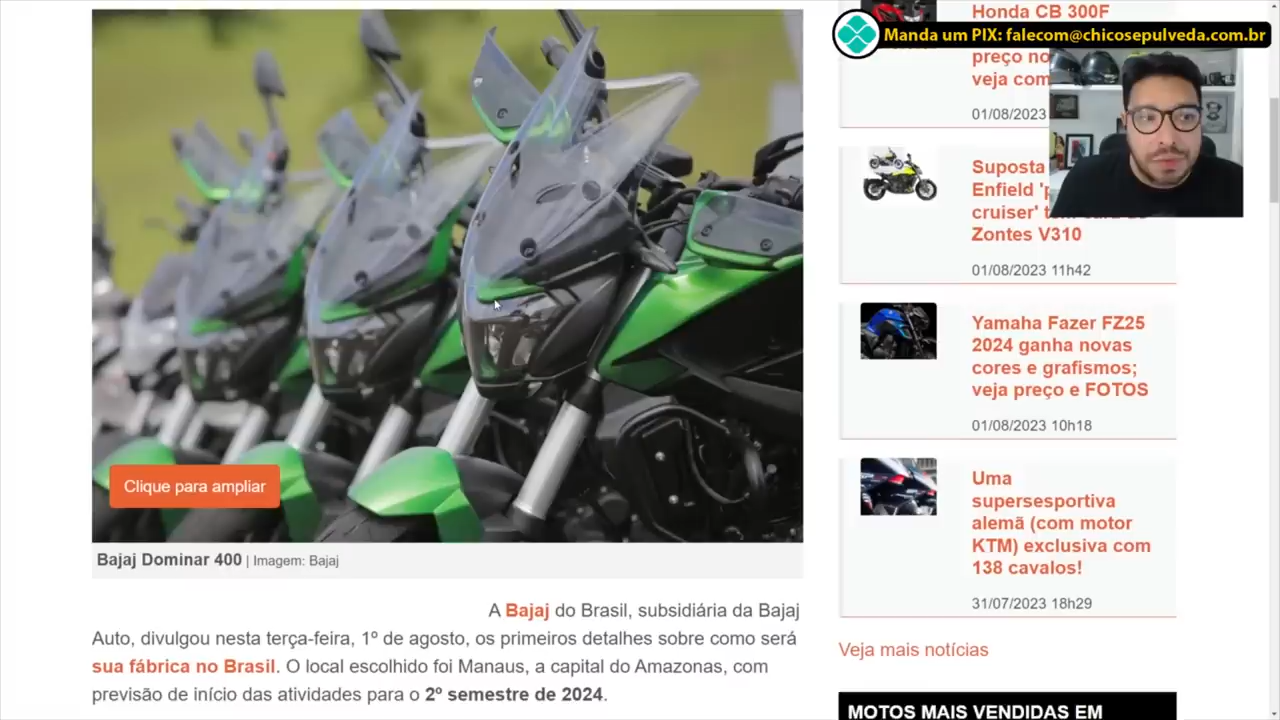 Manda um PIX: falecom@chicosepulveda.com.br
Clique para ampliar
Bajaj Dominar 400 | Imagem: Bajaj
A Bajaj do Brasil, subsidiária da Bajaj
Auto, divulgou nesta terça-feira, 1º de agosto, os primeiros detalhes sobre como será
sua fábrica no Brasil. O local escolhido foi Manaus, a capital do Amazonas, com
previsão de início das atividades para o 2º semestre de 2024.
Honda CB 300F
preço no
veja com
01/08/2023
Suposta
Enfield
cruiser'
Zontes V310
01/08/2023 11h42
Yamaha Fazer FZ25
2024 ganha novas
cores e grafismos;
veja preço e FOTOS
01/08/2023 10h18
Uma
supersesportiva
alemã (com motor
KTM) exclusiva com
138 cavalos!
31/07/2023 18h29
Veja mais notícias
MOTOS MAIS VENDIDAS EM